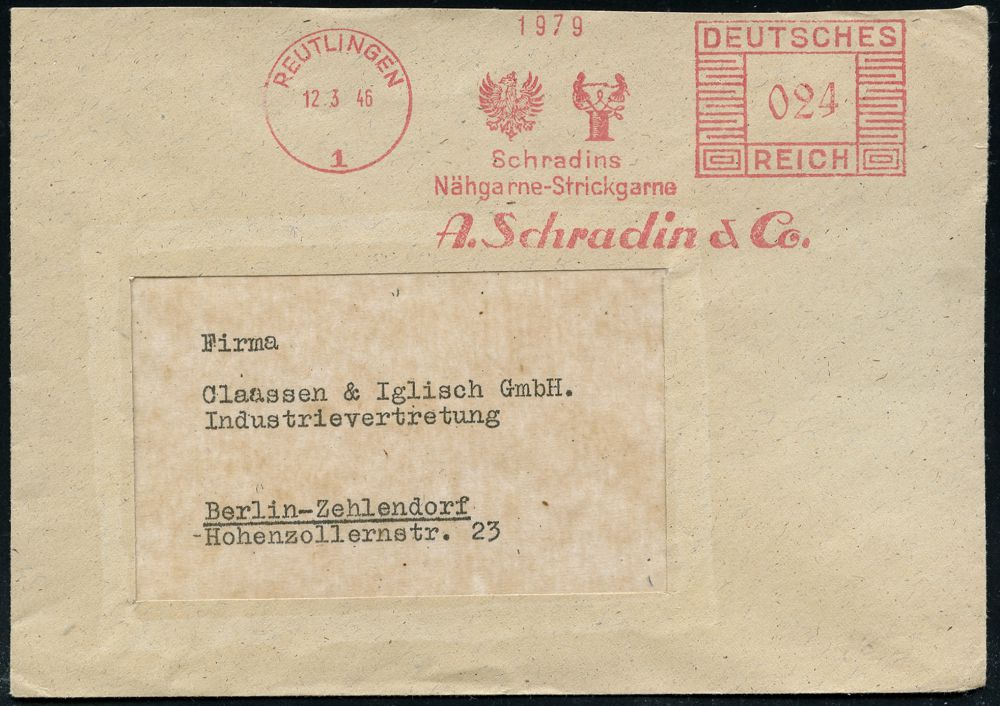 REUTLINGEN
12.3 46
1
1979
Schradins
Nähgarne-Strickgarne
A. Schradin & Co.
DEUTSCHES
024
REICH
Firma
Claassen & Iglisch GmbH.
Industrievertretung
Berlin-Zehlendorf
-Hohenzollernstr. 23